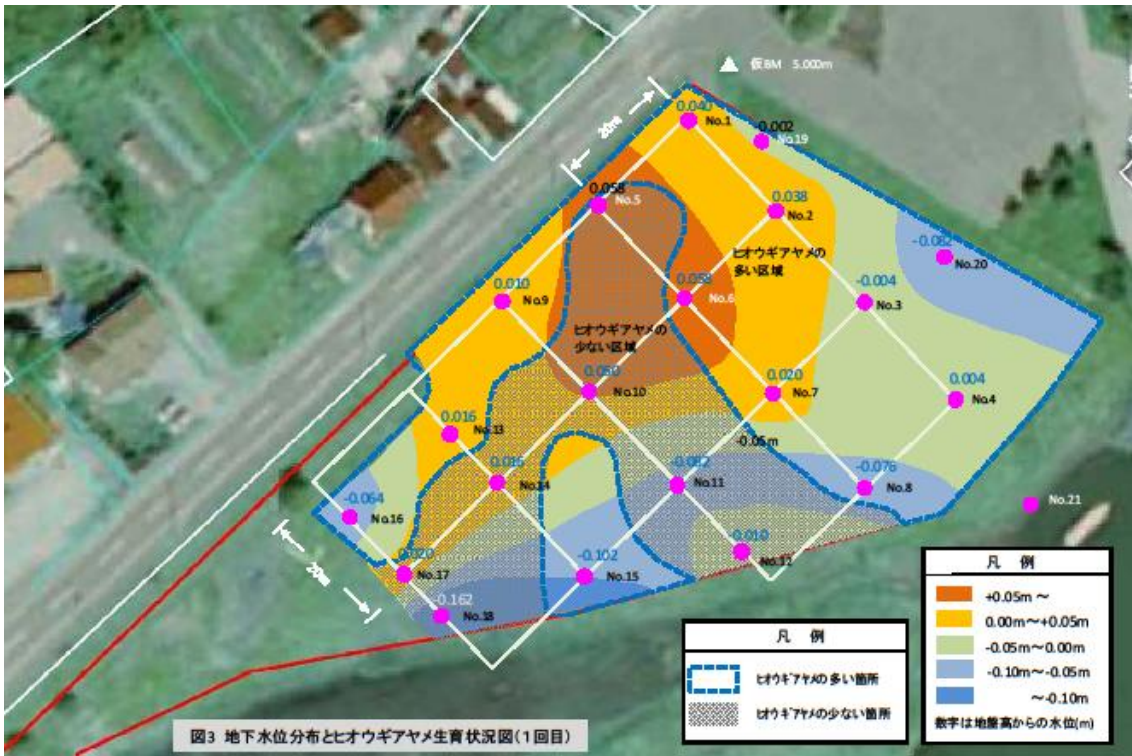 仮BM 5.000m
20m
0.040
No.1
-0.002
No.19
0.058
No.5
0.038
No.2
-0.082
No.20
ヒオウギアヤメの
多い区域
0.010
No.9
0.058
No.6
-0.004
No.3
ヒオウギアヤメの
少ない区域
0.050
No.10
0.020
No.7
0.004
No.4
0.016
No.13
-0.05m
0.015
No.14
-0.082
No.11
-0.076
No.8
-0.064
No.16
No.21
20m
0.020
No.17
-0.102
No.15
-0.010
No.12
-0.162
No.18
凡 例
ヒオウギアヤメの多い箇所
ヒオウギアヤメの少ない箇所
凡 例
+0.05m ～
0.00m～+0.05m
-0.05m～0.00m
-0.10m～-0.05m
～-0.10m
数字は地盤高からの水位(m)
図3 地下水位分布とヒオウギアヤメ生育状況図(1回目)